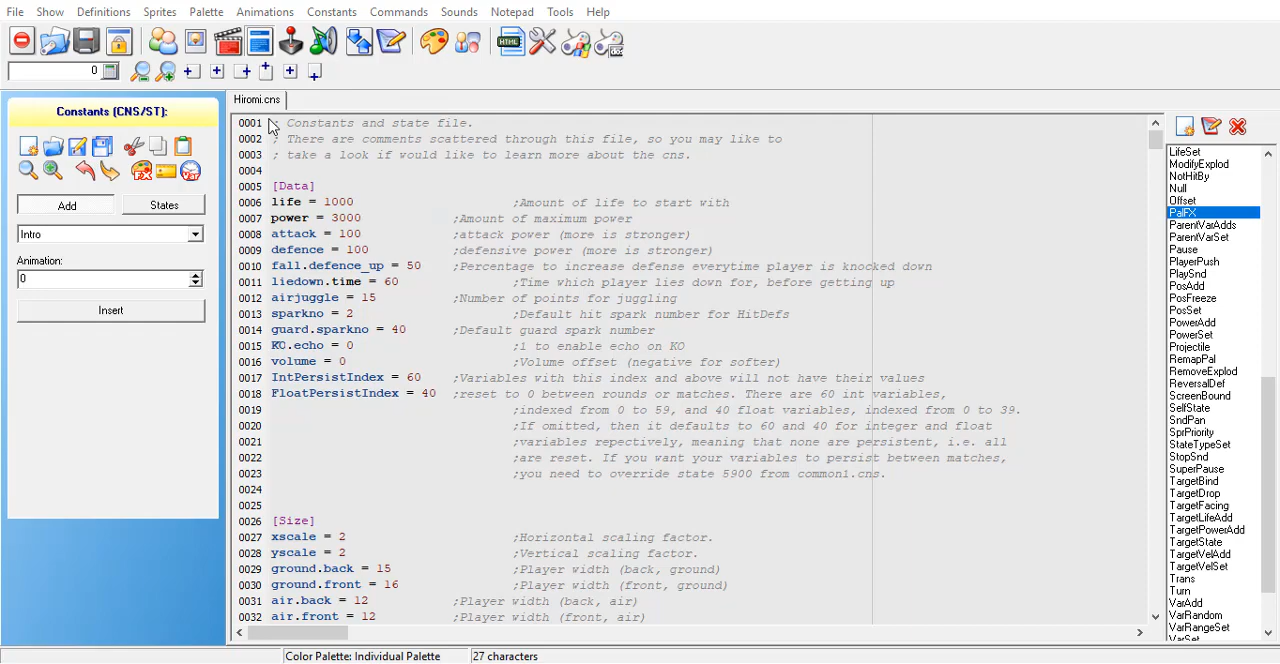 File Show Definitions Sprites Palette Animations Constants Commands Sounds Notepad Tools Help
HTML
0
Constants (CNS/ST):
FX
Var
Add States
Intro
Animation:
0
Insert
Hiromi.cns
0001 ; Constants and state file.
0002 ; There are comments scattered through this file, so you may like to
0003 ; take a look if would like to learn more about the cns.
0004
0005 [Data]
0006 life = 1000 ;Amount of life to start with
0007 power = 3000 ;Amount of maximum power
0008 attack = 100 ;attack power (more is stronger)
0009 defence = 100 ;defensive power (more is stronger)
0010 fall.defence_up = 50 ;Percentage to increase defense everytime player is knocked down
0011 liedown.time = 60 ;Time which player lies down for, before getting up
0012 airjuggle = 15 ;Number of points for juggling
0013 sparkno = 2 ;Default hit spark number for HitDefs
0014 guard.sparkno = 40 ;Default guard spark number
0015 KO.echo = 0 ;1 to enable echo on KO
0016 volume = 0 ;Volume offset (negative for softer)
0017 IntPersistIndex = 60 ;Variables with this index and above will not have their values
0018 FloatPersistIndex = 40 ;reset to 0 between rounds or matches. There are 60 int variables,
0019 ;indexed from 0 to 59, and 40 float variables, indexed from 0 to 39.
0020 ;If omitted, then it defaults to 60 and 40 for integer and float
0021 ;variables repectively, meaning that none are persistent, i.e. all
0022 ;are reset. If you want your variables to persist between matches,
0023 ;you need to override state 5900 from common1.cns.
0024
0025
0026 [Size]
0027 xscale = 2 ;Horizontal scaling factor.
0028 yscale = 2 ;Vertical scaling factor.
0029 ground.back = 15 ;Player width (back, ground)
0030 ground.front = 16 ;Player width (front, ground)
0031 air.back = 12 ;Player width (back, air)
0032 air.front = 12 ;Player width (front, air)
LifeSet
ModifyExplod
NotHitBy
Null
Offset
PalFX
ParentVarAdds
ParentVarSet
Pause
PlayerPush
PlaySnd
PosAdd
PosFreeze
PosSet
PowerAdd
PowerSet
Projectile
RemapPal
RemoveExplod
ReversalDef
ScreenBound
SelfState
SndPan
SprPriority
StateTypeSet
StopSnd
SuperPause
TargetBind
TargetDrop
TargetFacing
TargetLifeAdd
TargetPowerAdd
TargetState
TargetVelAdd
TargetVelSet
Trans
Turn
VarAdd
VarRandom
VarRangeSet
VarSet
Color Palette: Individual Palette 27 characters